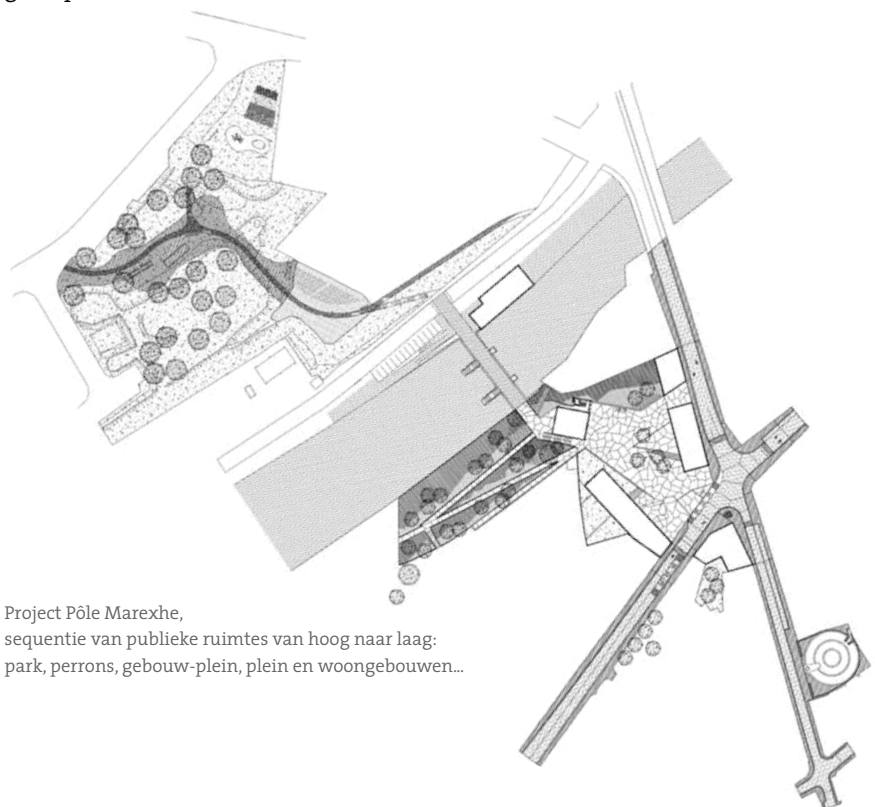 Project Pôle Marexhe,
sequentie van publieke ruimtes van hoog naar laag:
park, perrons, gebouw-plein, plein en woongebouwen...